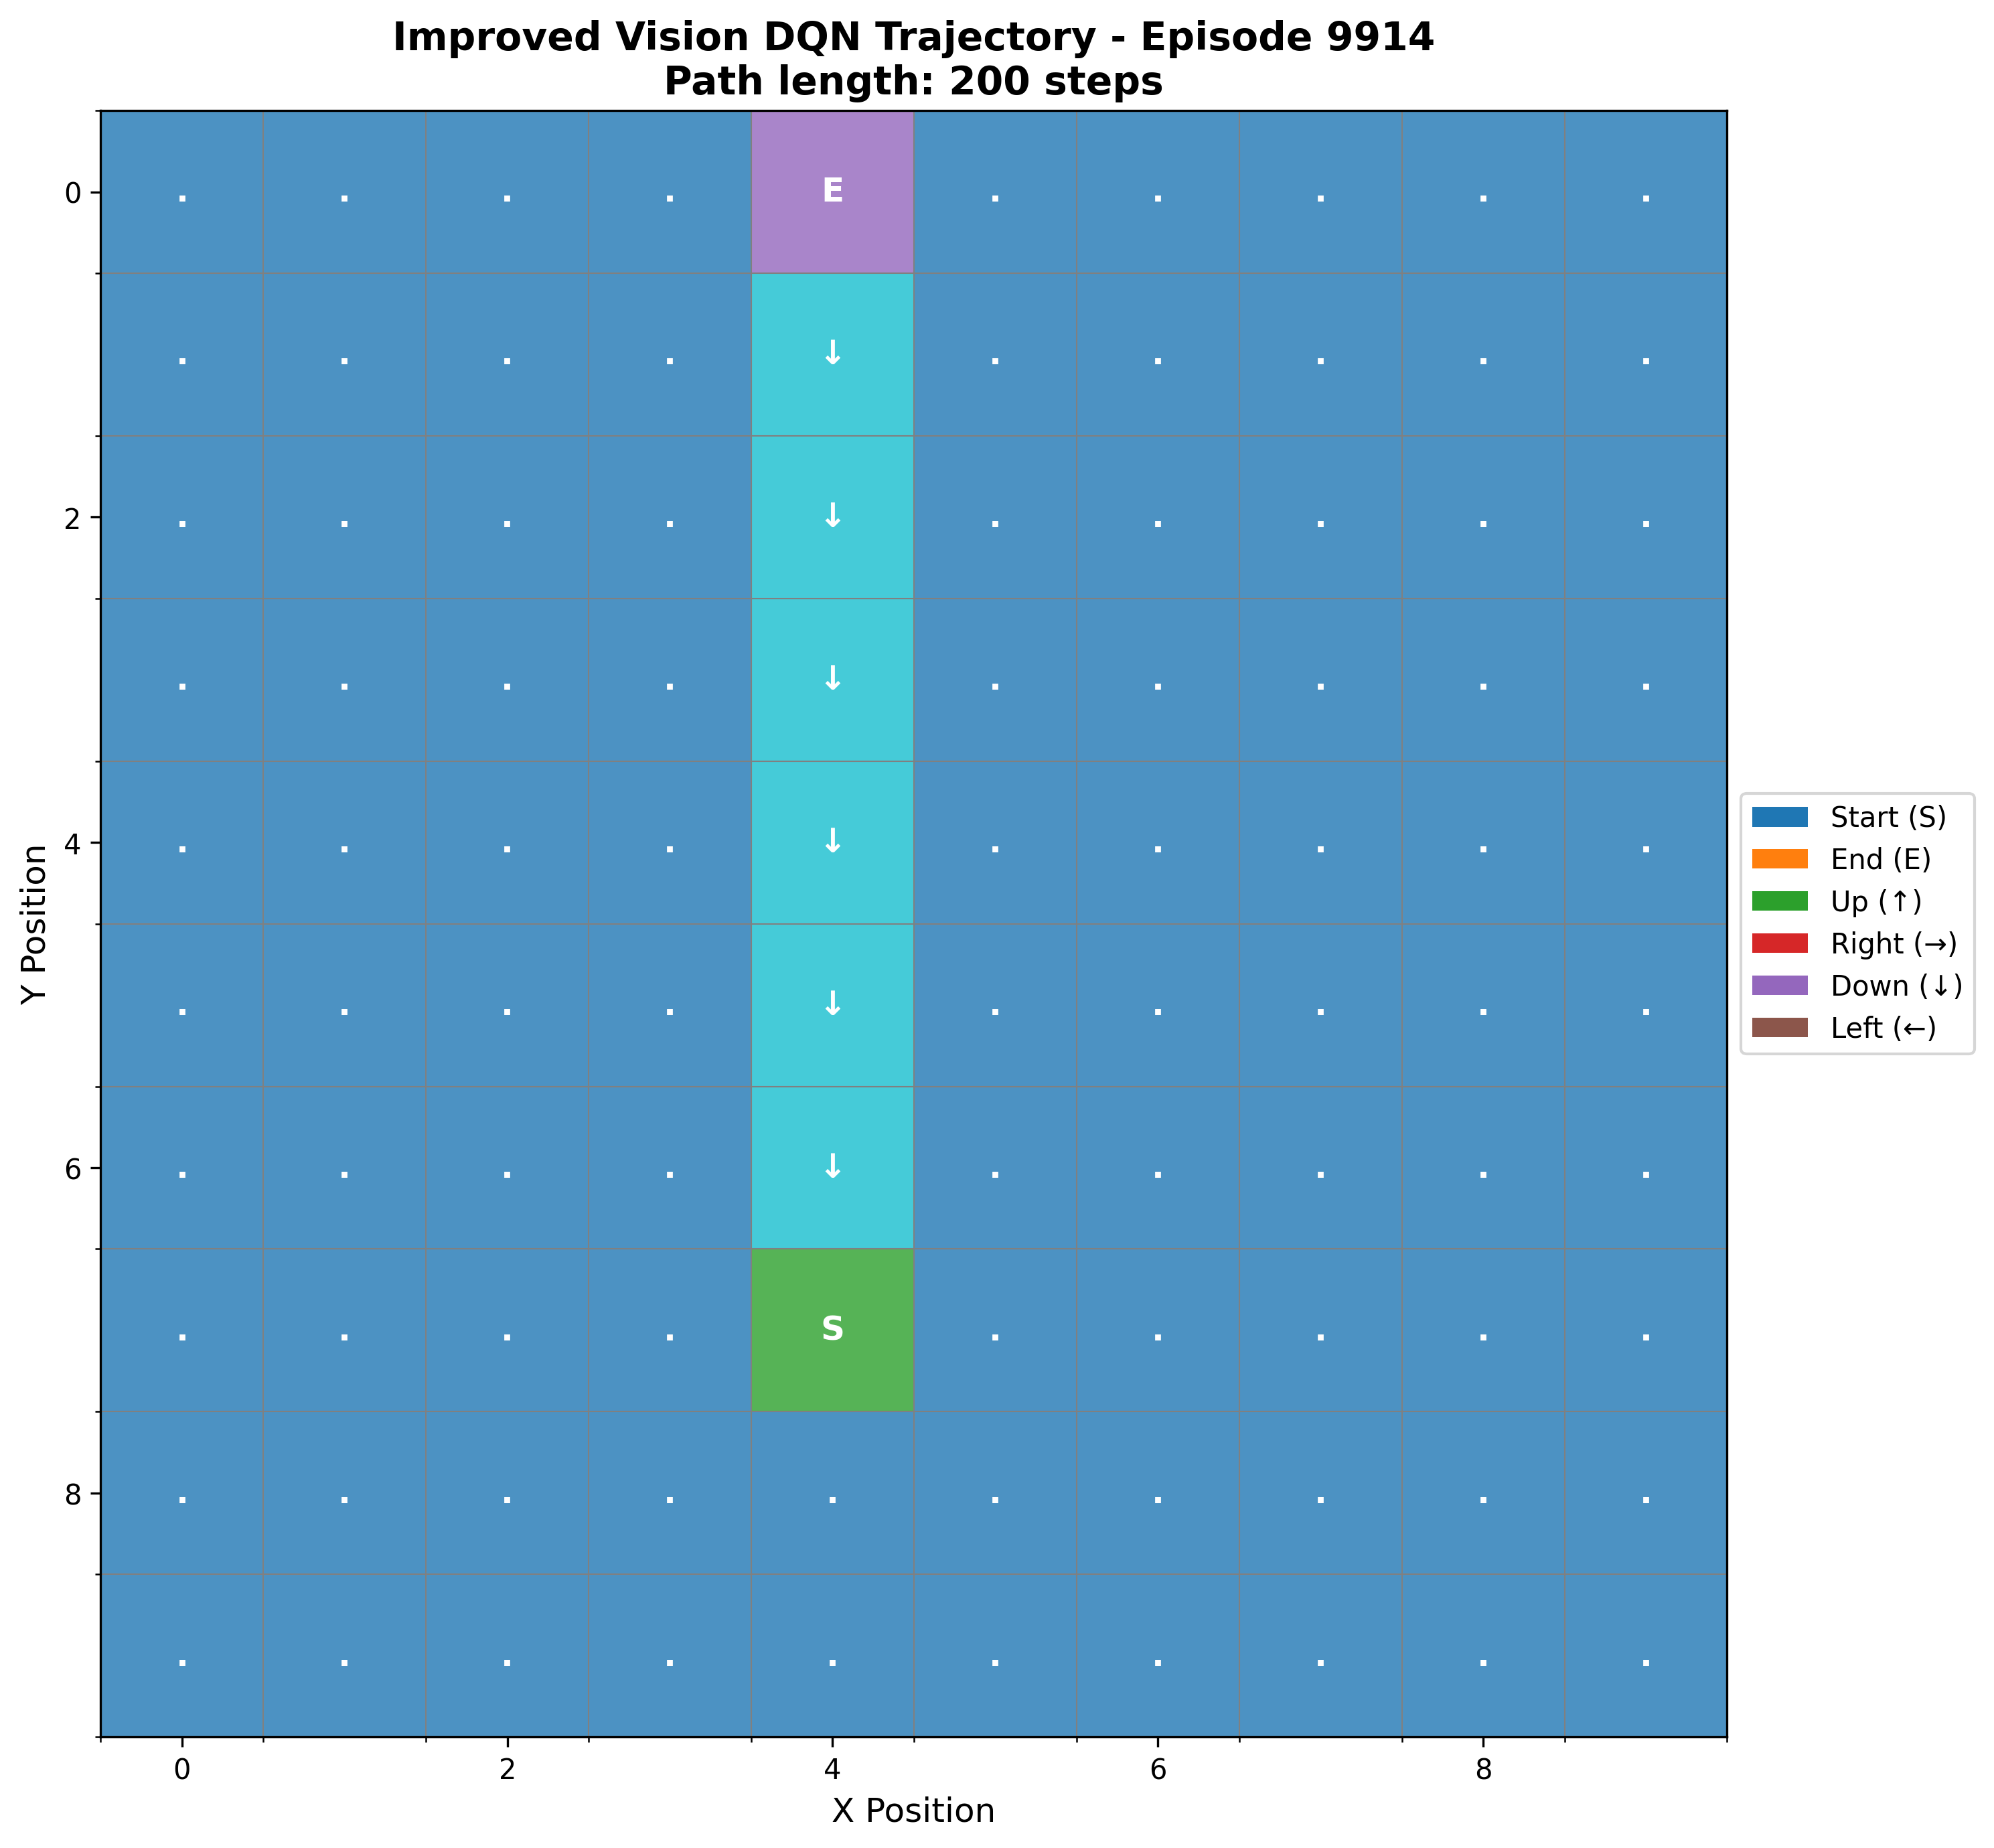 Improved Vision DQN Trajectory - Episode 9914
Path length: 200 steps
0 . . . . E . . . . .
. . . . ↓ . . . . .
2 . . . . ↓ . . . . .
. . . . ↓ . . . . .
4 . . . . ↓ . . . . .
. . . . ↓ . . . . .
6 . . . . ↓ . . . . .
. . . . S . . . . .
8 . . . . . . . . . .
. . . . . . . . . .
0 2 4 6 8
X Position
Y Position
Start (S)
End (E)
Up (↑)
Right (→)
Down (↓)
Left (←)